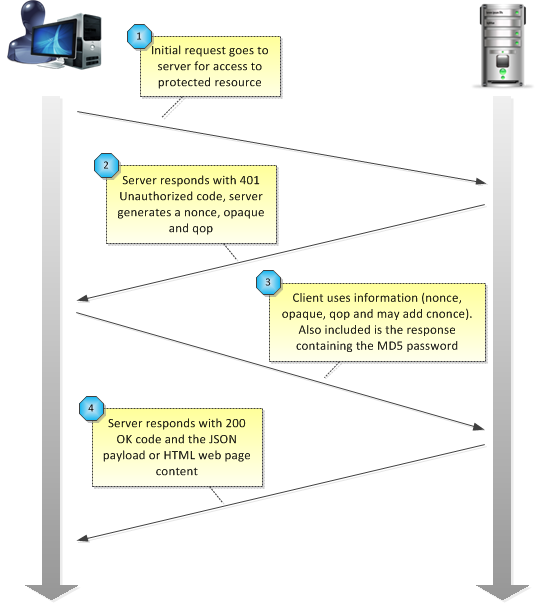 1
Initial request goes to
server for access to
protected resource
2
Server responds with 401
Unauthorized code, server
generates a nonce, opaque
and qop
3
Client uses information (nonce,
opaque, qop and may add cnonce).
Also included is the response
containing the MD5 password
4
Server responds with 200
OK code and the JSON
payload or HTML web page
content